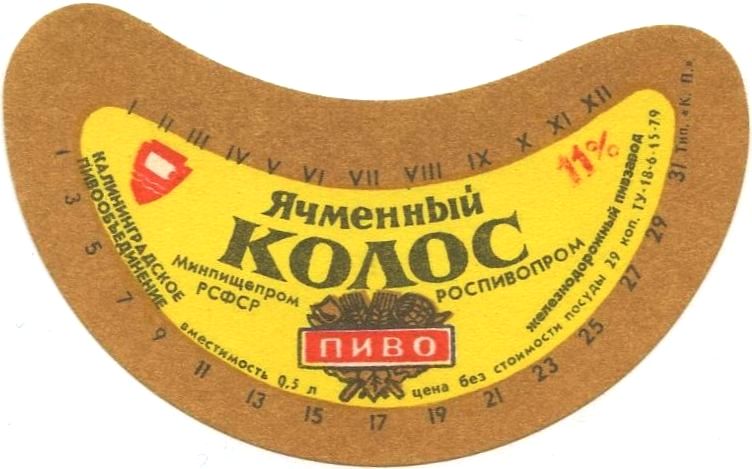 I II III IV V VI VII VIII IX X XI XII
31 Тип. «К. П.»
11%
КАЛИНИНГРАДСКОЕ
ПИВООБЪЕДИНЕНИЕ
Ячменный
КОЛОС
Минпищепром
РСФСР
РОСПИВОПРОМ
железнодорожный пивзавод
ПИВО
вместимость 0,5 л
цена без стоимости посуды 29 коп. ТУ-18-6-15-79
1 3 5 7 9 11 13 15 17 19 21 23 25 27 29